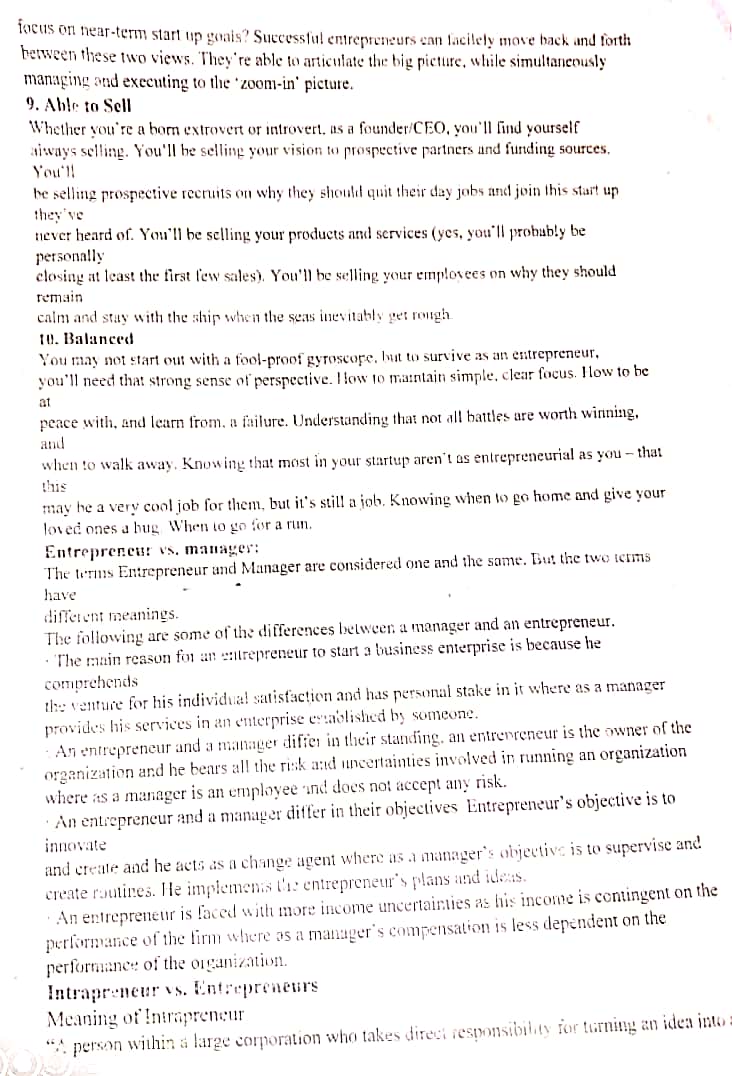 focus on near-term start up goals? Successful entrepreneurs can facilely move back and forth
between these two views. They're able to articulate the big picture, while simultaneously
managing and executing to the 'zoom-in' picture.
9. Able to Sell
Whether you're a born extrovert or introvert, as a founder/CEO, you'll find yourself
always selling. You'll be selling your vision to prospective partners and funding sources.
You'll
be selling prospective recruits on why they should quit their day jobs and join this start up
they've
never heard of. You'll be selling your products and services (yes, you'll probably be
personally
closing at least the first few sales). You'll be selling your employees on why they should
remain
calm and stay with the ship when the seas inevitably get rough.
10. Balanced
You may not start out with a fool-proof gyroscope, but to survive as an entrepreneur,
you'll need that strong sense of perspective. How to maintain simple, clear focus. How to be
at
peace with, and learn from, a failure. Understanding that not all battles are worth winning,
and
when to walk away. Knowing that most in your startup aren't as entrepreneurial as you – that
this
may be a very cool job for them, but it's still a job. Knowing when to go home and give your
loved ones a hug. When to go for a run.
Entrepreneur vs. manager:
The terms Entrepreneur and Manager are considered one and the same. But the two terms
have
different meanings.
The following are some of the differences between a manager and an entrepreneur.
· The main reason for an entrepreneur to start a business enterprise is because he
comprehends
the venture for his individual satisfaction and has personal stake in it where as a manager
provides his services in an enterprise established by someone.
· An entrepreneur and a manager differ in their standing, an entrepreneur is the owner of the
organization and he bears all the risk and uncertainties involved in running an organization
where as a manager is an employee and does not accept any risk.
· An entrepreneur and a manager differ in their objectives Entrepreneur's objective is to
innovate
and create and he acts as a change agent where as a manager's objective is to supervise and
create routines. He implements the entrepreneur's plans and ideas.
· An entrepreneur is faced with more income uncertainties as his income is contingent on the
performance of the firm where as a manager's compensation is less dependent on the
performance of the organization.
Intrapreneur vs. Entrepreneurs
Meaning of Intrapreneur
"A person within a large corporation who takes direct responsibility for turning an idea into a